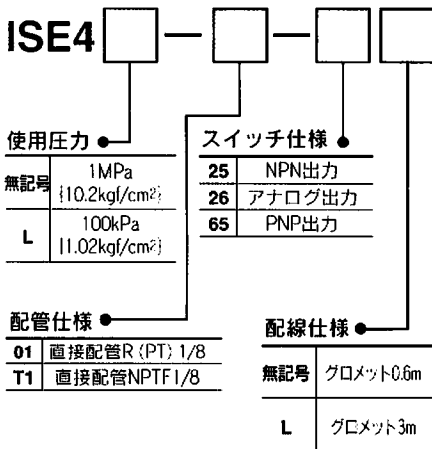 ISE4 □ — □ — □ □
使用圧力
無記号 1MPa
{10.2kgf/cm²}
L 100kPa
{1.02kgf/cm²}
スイッチ仕様
25 NPN出力
26 アナログ出力
65 PNP出力
配管仕様
01 直接配管R(PT)1/8
T1 直接配管NPTF1/8
配線仕様
無記号 グロメット0.6m
L グロメット3m